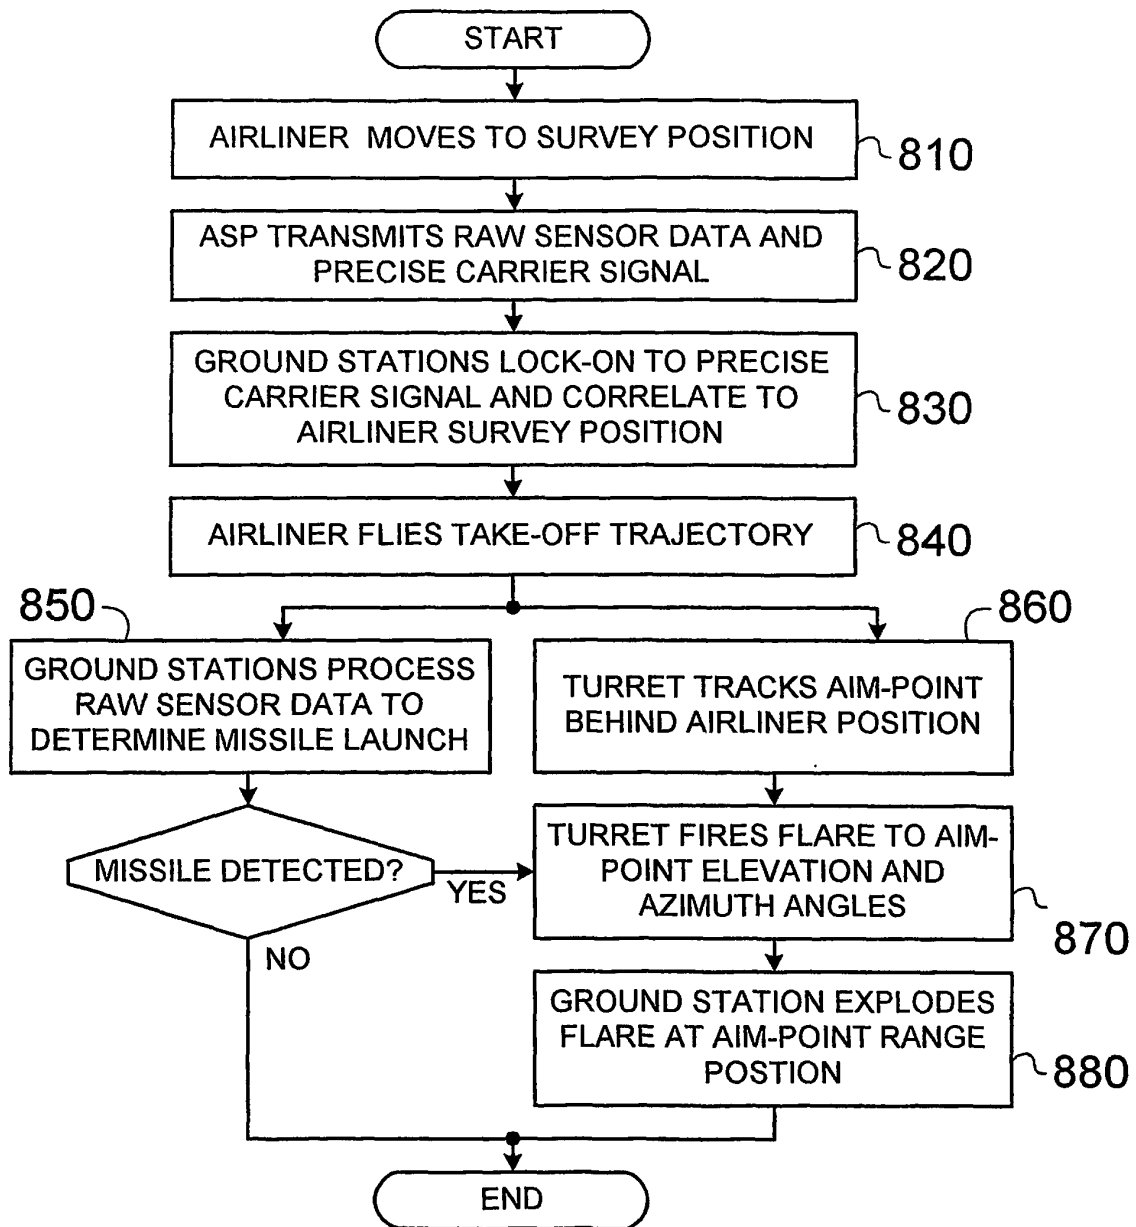 START
AIRLINER MOVES TO SURVEY POSITION
810
ASP TRANSMITS RAW SENSOR DATA AND
PRECISE CARRIER SIGNAL
820
GROUND STATIONS LOCK-ON TO PRECISE
CARRIER SIGNAL AND CORRELATE TO
AIRLINER SURVEY POSITION
830
AIRLINER FLIES TAKE-OFF TRAJECTORY
840
850
GROUND STATIONS PROCESS
RAW SENSOR DATA TO
DETERMINE MISSILE LAUNCH
860
TURRET TRACKS AIM-POINT
BEHIND AIRLINER POSITION
MISSILE DETECTED?
YES
NO
TURRET FIRES FLARE TO AIM-
POINT ELEVATION AND
AZIMUTH ANGLES
870
GROUND STATION EXPLODES
FLARE AT AIM-POINT RANGE
POSTION
880
END